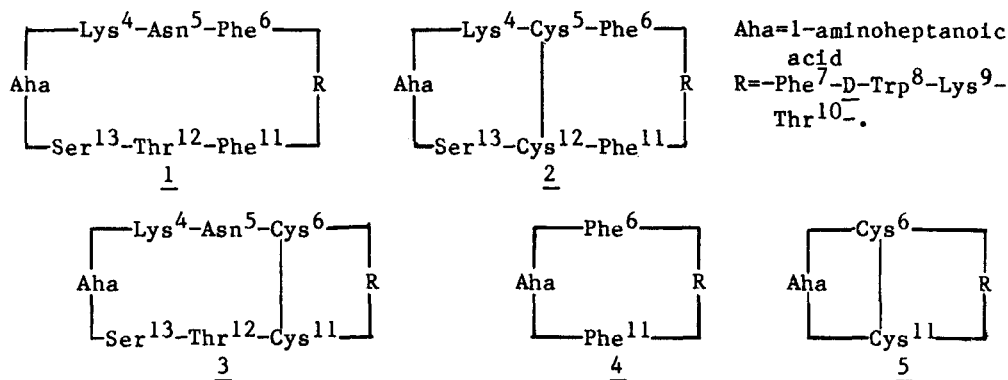 Lys⁴-Asn⁵-Phe⁶
Aha
R
Ser¹³-Thr¹²-Phe¹¹
1
Lys⁴-Cys⁵-Phe⁶
Aha
R
Ser¹³-Cys¹²-Phe¹¹
2
Aha=1-aminoheptanoic
acid
R=-Phe⁷-D-Trp⁸-Lys⁹-
Thr¹⁰-.
Lys⁴-Asn⁵-Cys⁶
Aha
R
Ser¹³-Thr¹²-Cys¹¹
3
Phe⁶
Aha
R
Phe¹¹
4
Cys⁶
Aha
R
Cys¹¹
5